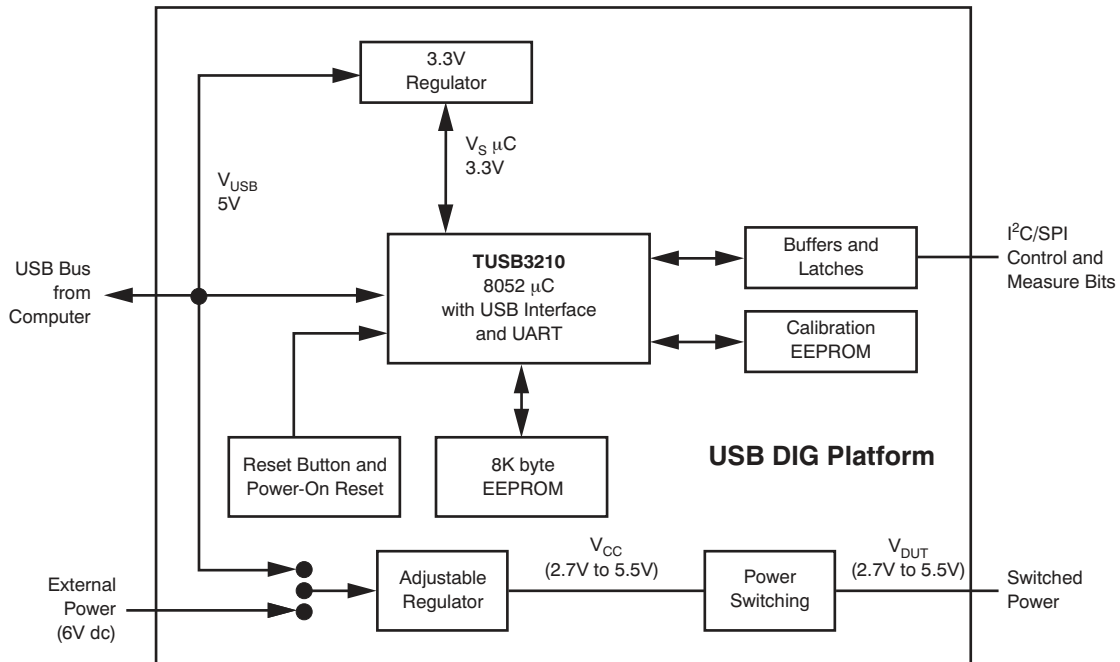 3.3V
Regulator
V_S μC
3.3V
V_USB
5V
USB Bus
from
Computer
TUSB3210
8052 μC
with USB Interface
and UART
Buffers and
Latches
I²C/SPI
Control and
Measure Bits
Calibration
EEPROM
Reset Button and
Power-On Reset
8K byte
EEPROM
USB DIG Platform
External
Power
(6V dc)
Adjustable
Regulator
V_CC
(2.7V to 5.5V)
Power
Switching
V_DUT
(2.7V to 5.5V)
Switched
Power